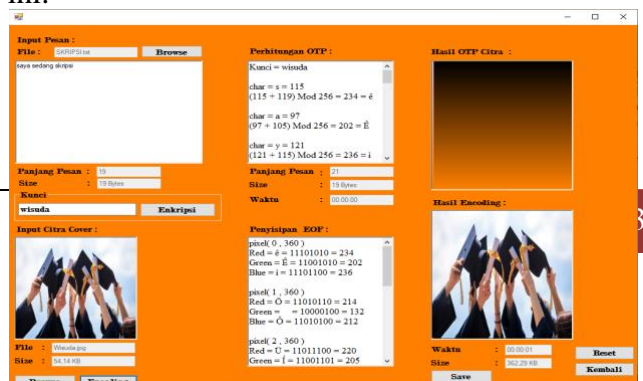 Input Pesan :
File : SKRIPSI.txt Browse
saya sedang skripsi
Panjang Pesan : 19
Size : 19 Bytes
Kunci
wisuda Enkripsi
Input Citra Cover :
File : Wisuda.jpg
Size : 54,14 KB
Encoding
Perhitungan OTP :
Kunci = wisuda
char = s = 115
(115 + 119) Mod 256 = 234 = ê
char = a = 97
(97 + 105) Mod 256 = 202 = Ê
char = y = 121
(121 + 115) Mod 256 = 236 = ì
Panjang Pesan : 21
Size : 19 Bytes
Waktu : 00:00:00
Penyisipan EOF :
pixel( 0 , 360 )
Red = ê = 11101010 = 234
Green = Ê = 11001010 = 202
Blue = ì = 11101100 = 236
pixel( 1 , 360 )
Red = Ö = 11010110 = 214
Green = = 10000100 = 132
Blue = Ô = 11010100 = 212
pixel( 2 , 360 )
Red = Ü = 11011100 = 220
Green = Í = 11001101 = 205
Hasil OTP Citra :
Hasil Encoding :
Waktu : 00:00:01
Size : 362,29 KB
Save
Reset
Kembali